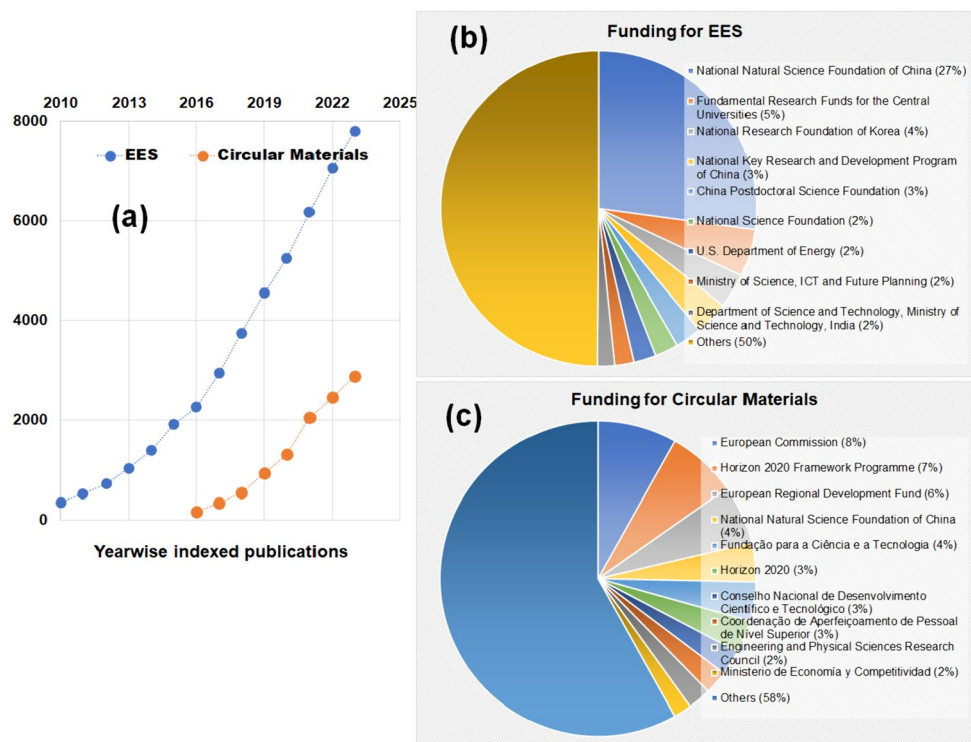 (a)
2010 2013 2016 2019 2022 2025
8000
EES Circular Materials
6000
4000
2000
0
Yearwise indexed publications
(b)
Funding for EES
National Natural Science Foundation of China (27%)
Fundamental Research Funds for the Central
Universities (5%)
National Research Foundation of Korea (4%)
National Key Research and Development Program
of China (3%)
China Postdoctoral Science Foundation (3%)
National Science Foundation (2%)
U.S. Department of Energy (2%)
Ministry of Science, ICT and Future Planning (2%)
Department of Science and Technology, Ministry of
Science and Technology, India (2%)
Others (50%)
(c)
Funding for Circular Materials
European Commission (8%)
Horizon 2020 Framework Programme (7%)
European Regional Development Fund (6%)
National Natural Science Foundation of China
(4%)
Fundação para a Ciência e a Tecnologia (4%)
Horizon 2020 (3%)
Conselho Nacional de Desenvolvimento
Científico e Tecnológico (3%)
Coordenação de Aperfeiçoamento de Pessoal
de Nível Superior (3%)
Engineering and Physical Sciences Research
Council (2%)
Ministerio de Economía y Competitividad (2%)
Others (58%)